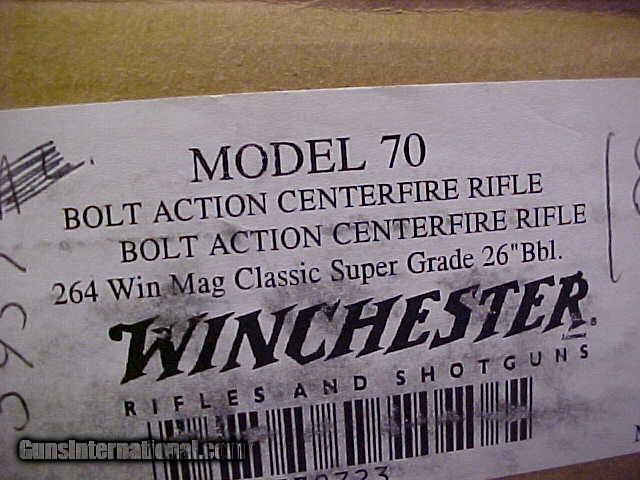 MODEL 70
BOLT ACTION CENTERFIRE RIFLE
BOLT ACTION CENTERFIRE RIFLE
264 Win Mag Classic Super Grade 26"Bbl.
WINCHESTER®
RIFLES AND SHOTGUNS
GunsInternational.com